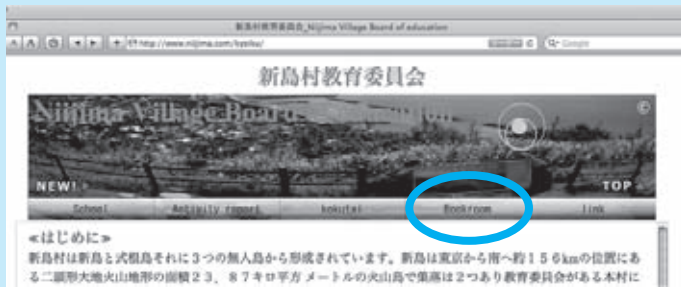 新島村教育委員会_Niijima Village Board of education
http://www.niijima.com/kyoiku/
Google
新島村教育委員会
Niijima Village Board of Education
NEW!
TOP
School
Activity report
kokutai
Bookroom
link
≪はじめに≫
新島村は新島と式根島それに3つの無人島から形成されています。新島は東京から南へ約156kmの位置にあ
る二頭形大地火山地形の面積23．87キロ平方メートルの火山島で集落は2つあり教育委員会がある本村に